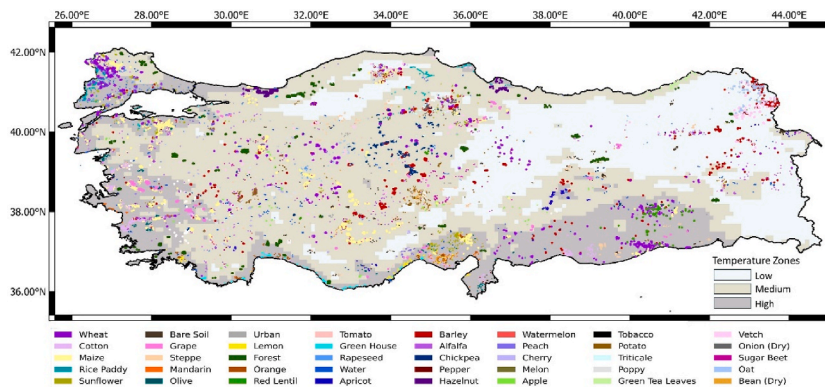 26.00°E 28.00°E 30.00°E 32.00°E 34.00°E 36.00°E 38.00°E 40.00°E 42.00°E 44.00°E
42.00°N
40.00°N
38.00°N
36.00°N
Temperature Zones
Low
Medium
High
Wheat Bare Soil Urban Tomato Barley Watermelon Tobacco Vetch
Cotton Grape Lemon Green House Alfalfa Peach Potato Onion (Dry)
Maize Steppe Forest Rapeseed Chickpea Cherry Triticale Sugar Beet
Rice Paddy Mandarin Orange Water Pepper Melon Poppy Oat
Sunflower Olive Red Lentil Apricot Hazelnut Apple Green Tea Leaves Bean (Dry)